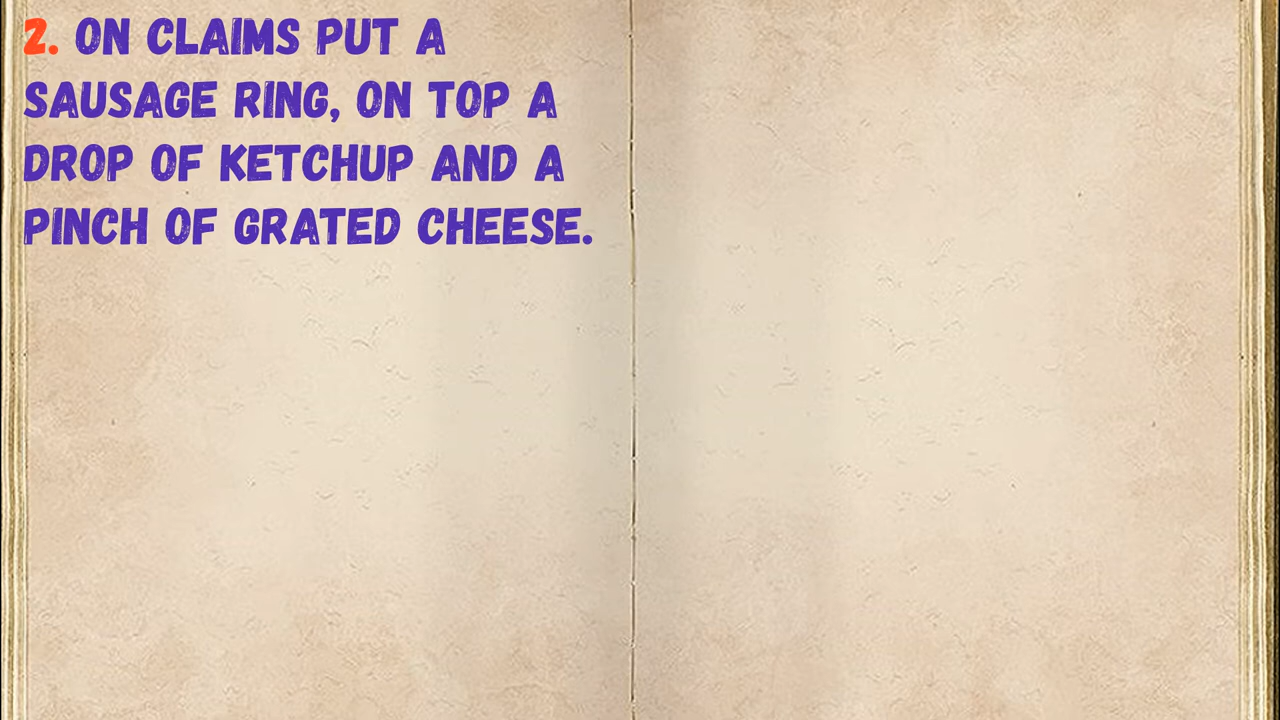 2. ON CLAIMS PUT A
SAUSAGE RING, ON TOP A
DROP OF KETCHUP AND A
PINCH OF GRATED CHEESE.